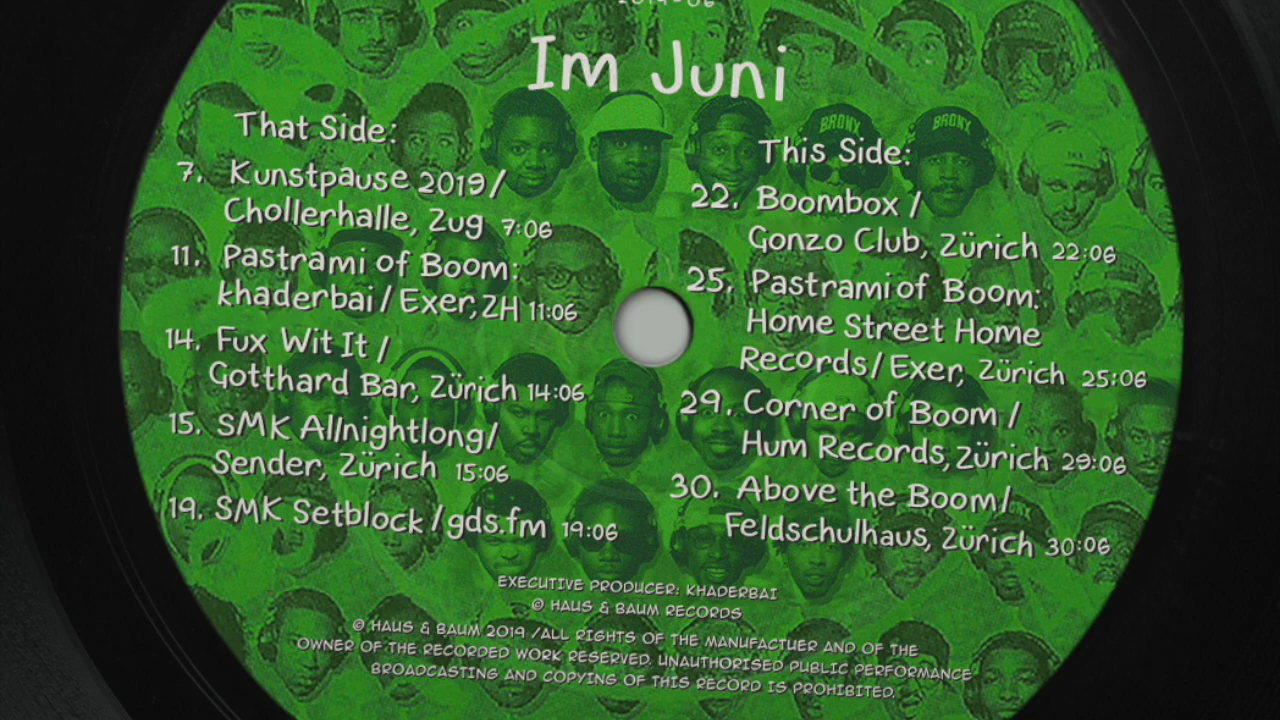 Im Juni
That Side:
7. Kunstpause 2019/
Chollerhalle, Zug 7:06
11. Pastrami of Boom:
khaderbai / Exer, ZH 11:06
14. Fux Wit It /
Gotthard Bar, Zürich 14:06
15. SMK Allnightlong/
Sender, Zürich 15:06
19. SMK Setblock / gds.fm 19:06
BRONX
BRONX
This Side:
22. Boombox /
Gonzo Club, Zürich 22:06
25. Pastrami of Boom:
Home Street Home
Records / Exer, Zürich 25:06
29. Corner of Boom /
Hum Records, Zürich 29:06
30. Above the Boom/
Feldschulhaus, Zürich 30:06
EXECUTIVE PRODUCER: KHADERBAI
© HAUS & BAUM RECORDS
© HAUS & BAUM 2019 /ALL RIGHTS OF THE MANUFACTUER AND OF THE
OWNER OF THE RECORDED WORK RESERVED. UNAUTHORISED PUBLIC PERFORMANCE
BROADCASTING AND COPYING OF THIS RECORD IS PROHIBITED.